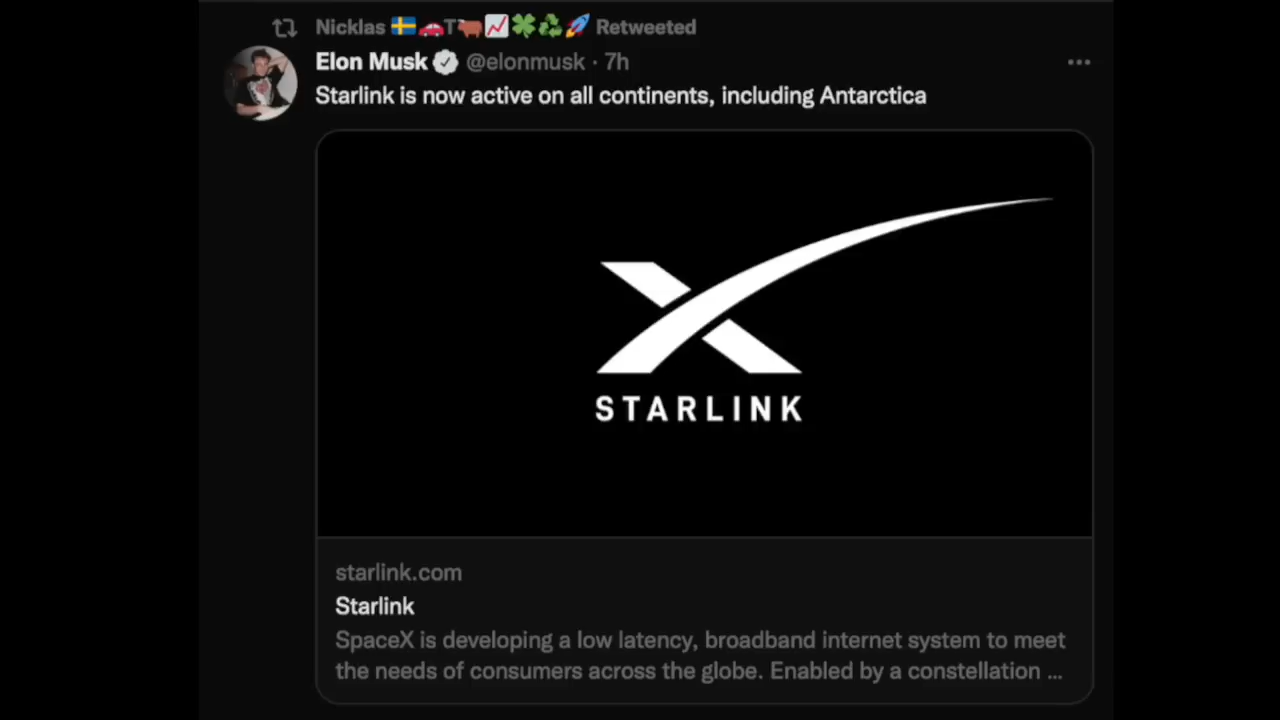 Nicklas 🇸🇪🚗T🐂📈🍀♻️🚀 Retweeted
Elon Musk @elonmusk · 7h
Starlink is now active on all continents, including Antarctica
STARLINK
starlink.com
Starlink
SpaceX is developing a low latency, broadband internet system to meet
the needs of consumers across the globe. Enabled by a constellation ...